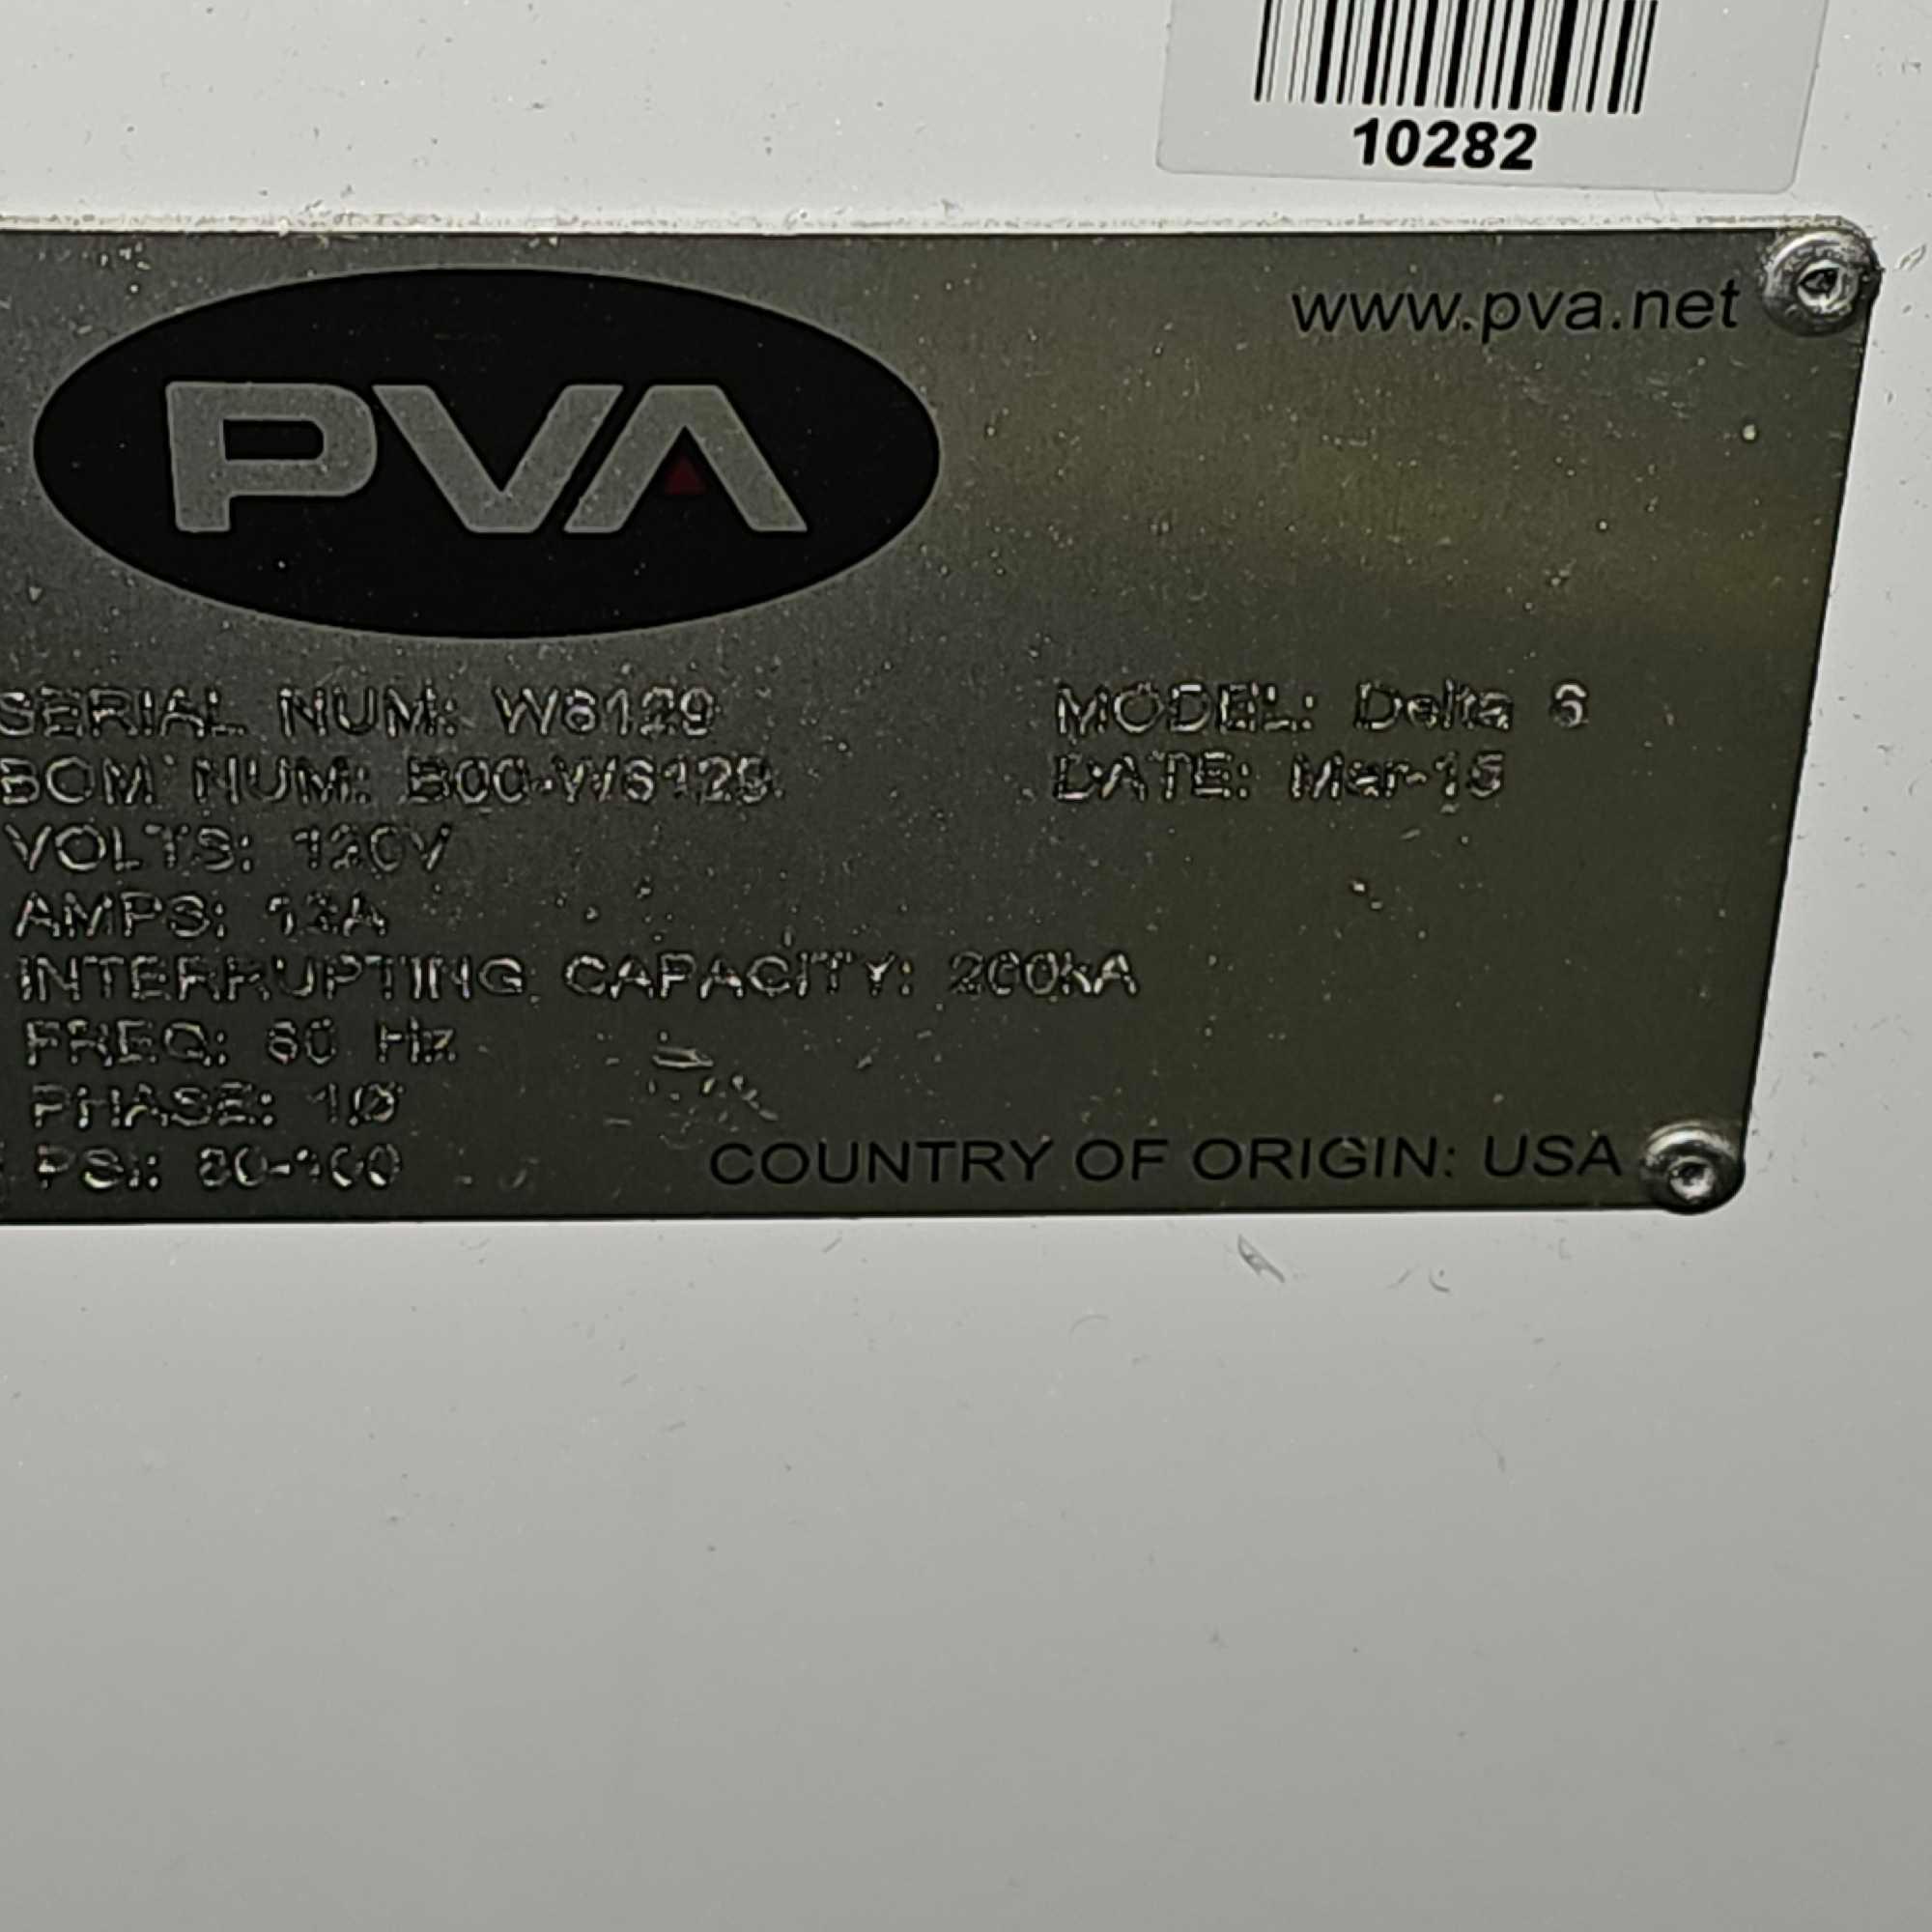 10282
www.pva.net
PVA
SERIAL NUM: W6129
MODEL: Delta 6
BOM NUM: B00-W6129
DATE: Mar-15
VOLTS: 120V
AMPS: 13A
INTERRUPTING CAPACITY: 200kA
FREQ: 60 Hz
PHASE: 1Ø
PSI: 80-100
COUNTRY OF ORIGIN: USA